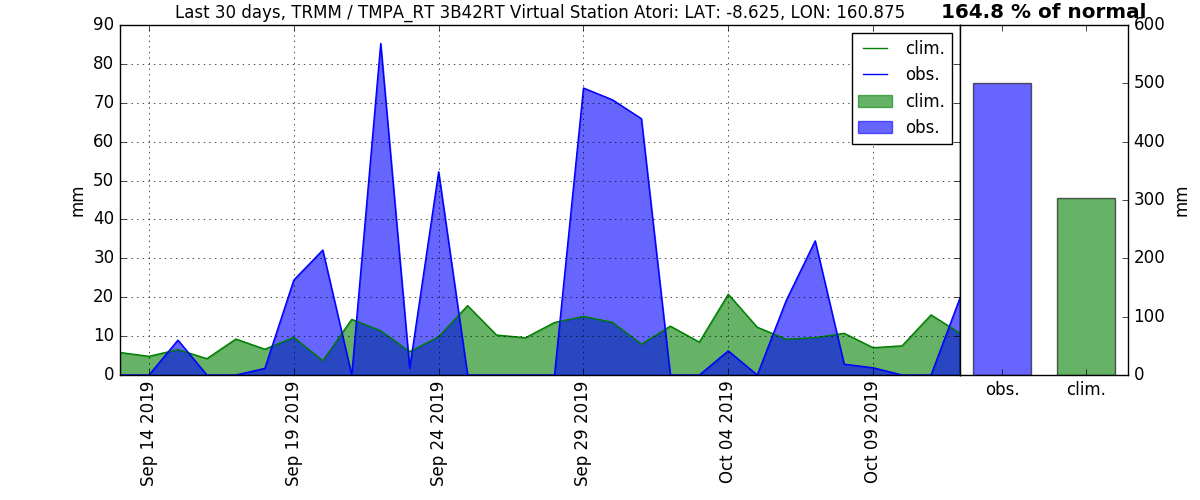 Last 30 days, TRMM / TMPA_RT 3B42RT Virtual Station Atori: LAT: -8.625, LON: 160.875
164.8 % of normal
90
80
70
60
50
40
30
20
10
0
mm
clim.
obs.
clim.
obs.
600
500
400
300
200
100
0
mm
Sep 14 2019
Sep 19 2019
Sep 24 2019
Sep 29 2019
Oct 04 2019
Oct 09 2019
obs.
clim.